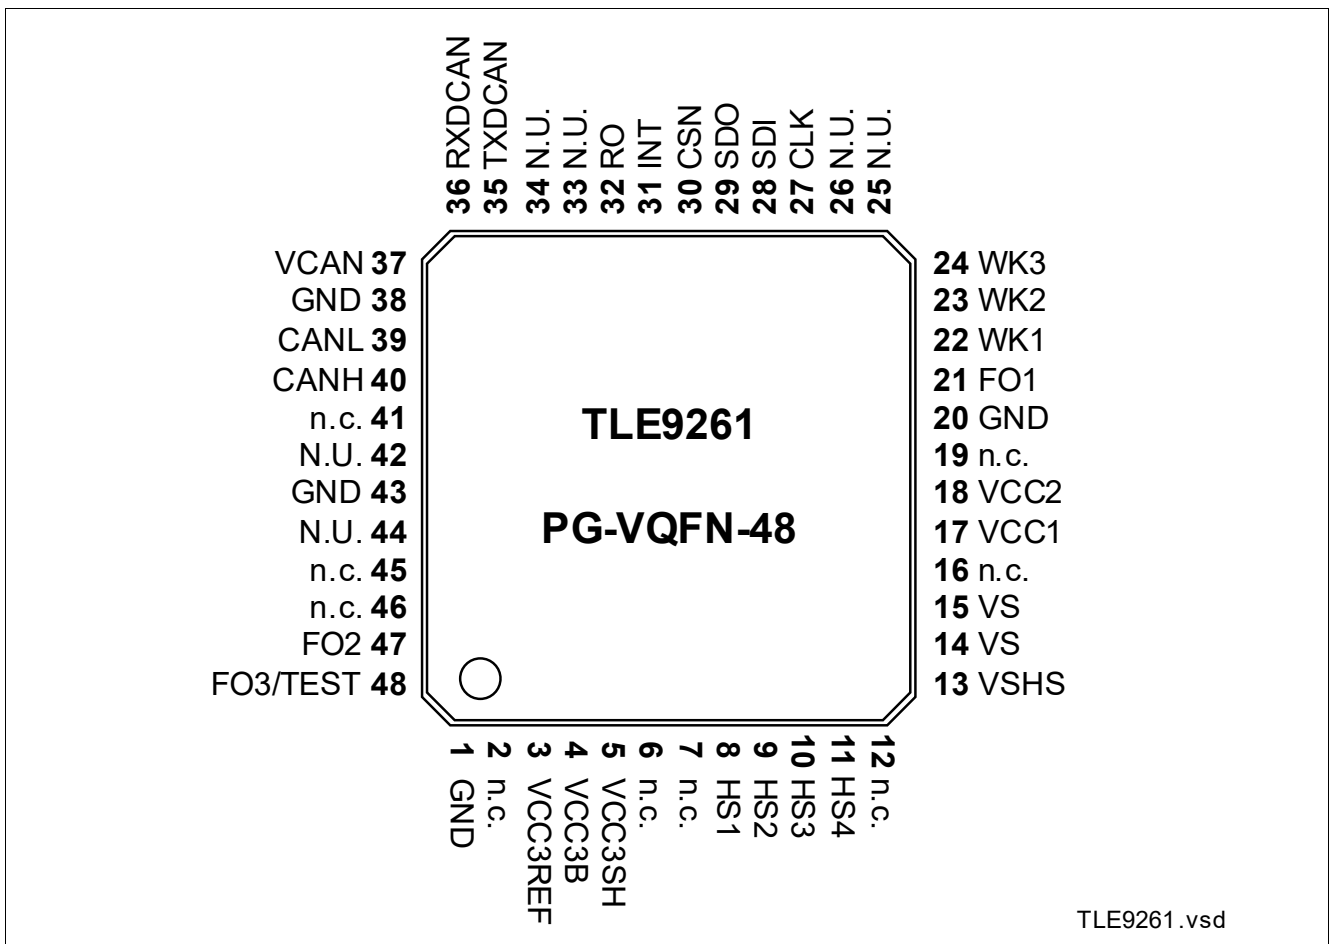 36 RXDCAN
35 TXDCAN
34 N.U.
33 N.U.
32 RO
31 INT
30 CSN
29 SDO
28 SDI
27 CLK
26 N.U.
25 N.U.
VCAN 37
GND 38
CANL 39
CANH 40
n.c. 41
N.U. 42
GND 43
N.U. 44
n.c. 45
n.c. 46
FO2 47
FO3/TEST 48
TLE9261
PG-VQFN-48
24 WK3
23 WK2
22 WK1
21 FO1
20 GND
19 n.c.
18 VCC2
17 VCC1
16 n.c.
15 VS
14 VS
13 VSHS
1 GND
2 n.c.
3 VCC3REF
4 VCC3B
5 VCC3SH
6 n.c.
7 n.c.
8 HS1
9 HS2
10 HS3
11 HS4
12 n.c.
TLE9261.vsd